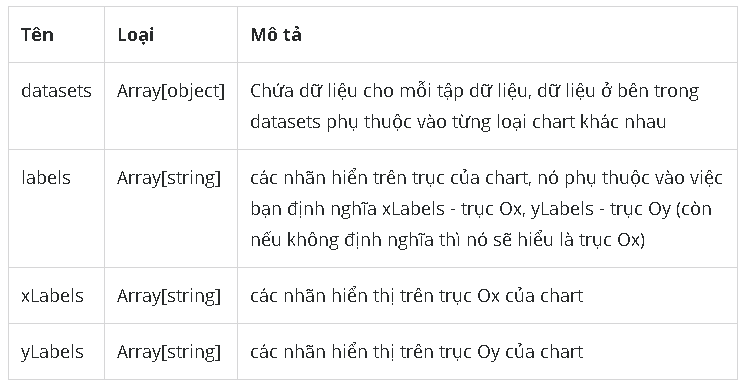 Tên Loại Mô tả
datasets Array[object] Chứa dữ liệu cho mỗi tập dữ liệu, dữ liệu ở bên trong
datasets phụ thuộc vào từng loại chart khác nhau
labels Array[string] các nhãn hiển trên trục của chart, nó phụ thuộc vào việc
bạn định nghĩa xLabels - trục Ox, yLabels - trục Oy (còn
nếu không định nghĩa thì nó sẽ hiểu là trục Ox)
xLabels Array[string] các nhãn hiển thị trên trục Ox của chart
yLabels Array[string] các nhãn hiển thị trên trục Oy của chart